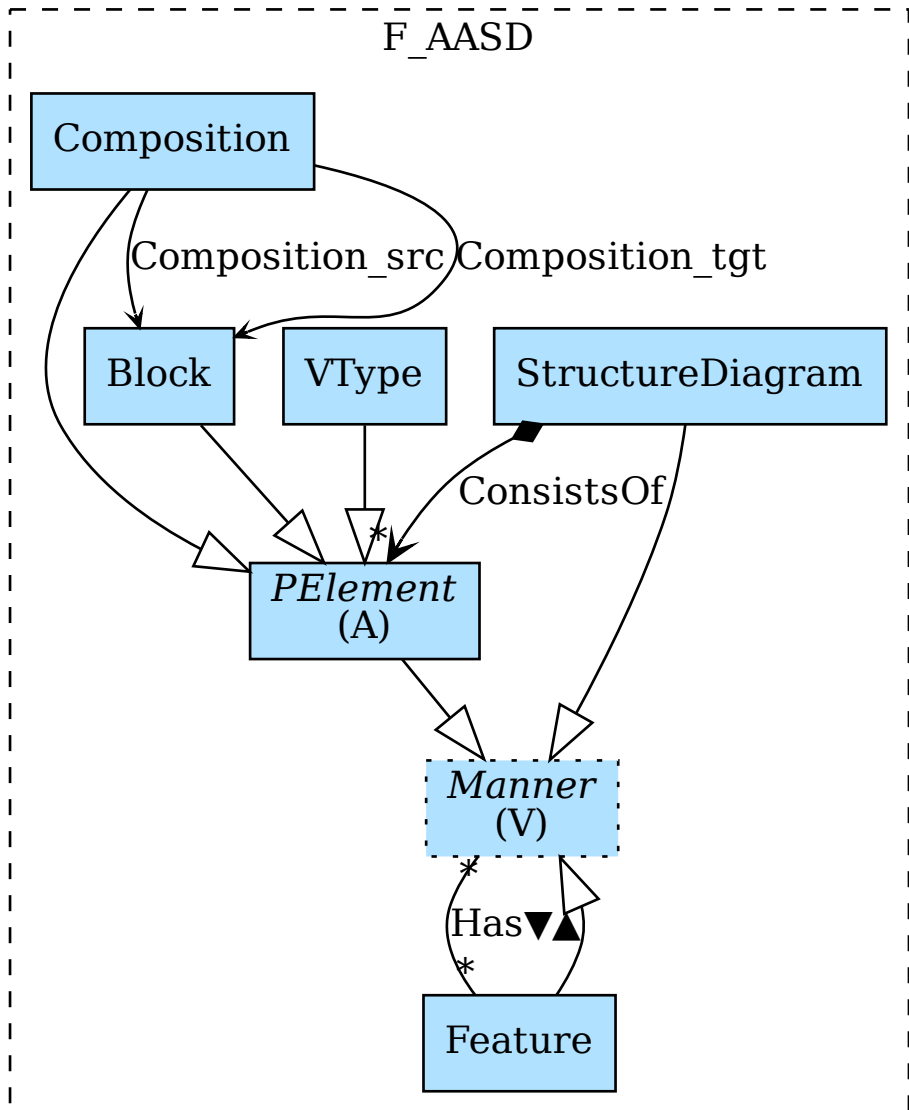 F_AASD
Composition
Composition_src
Composition_tgt
Block
VType
StructureDiagram
ConsistsOf
*
PElement
(A)
Manner
(V)
*
Has▼▲
*
Feature